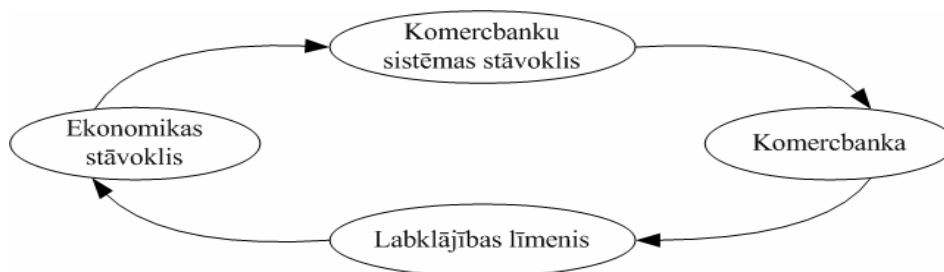 Komercbanku
sistēmas stāvoklis
Ekonomikas
stāvoklis
Komercbanka
Labklājības līmenis